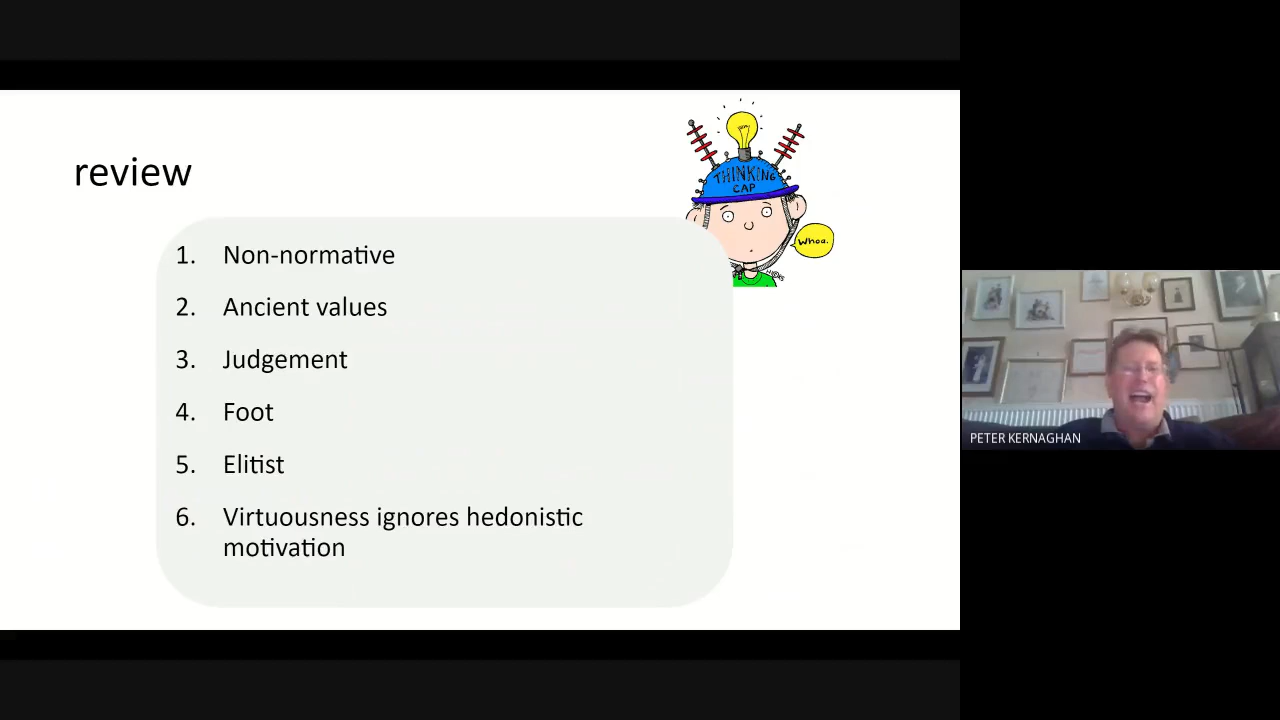 review
THINKING
CAP
Whoa.
1. Non-normative
2. Ancient values
3. Judgement
4. Foot
5. Elitist
6. Virtuousness ignores hedonistic
motivation
PETER KERNAGHAN